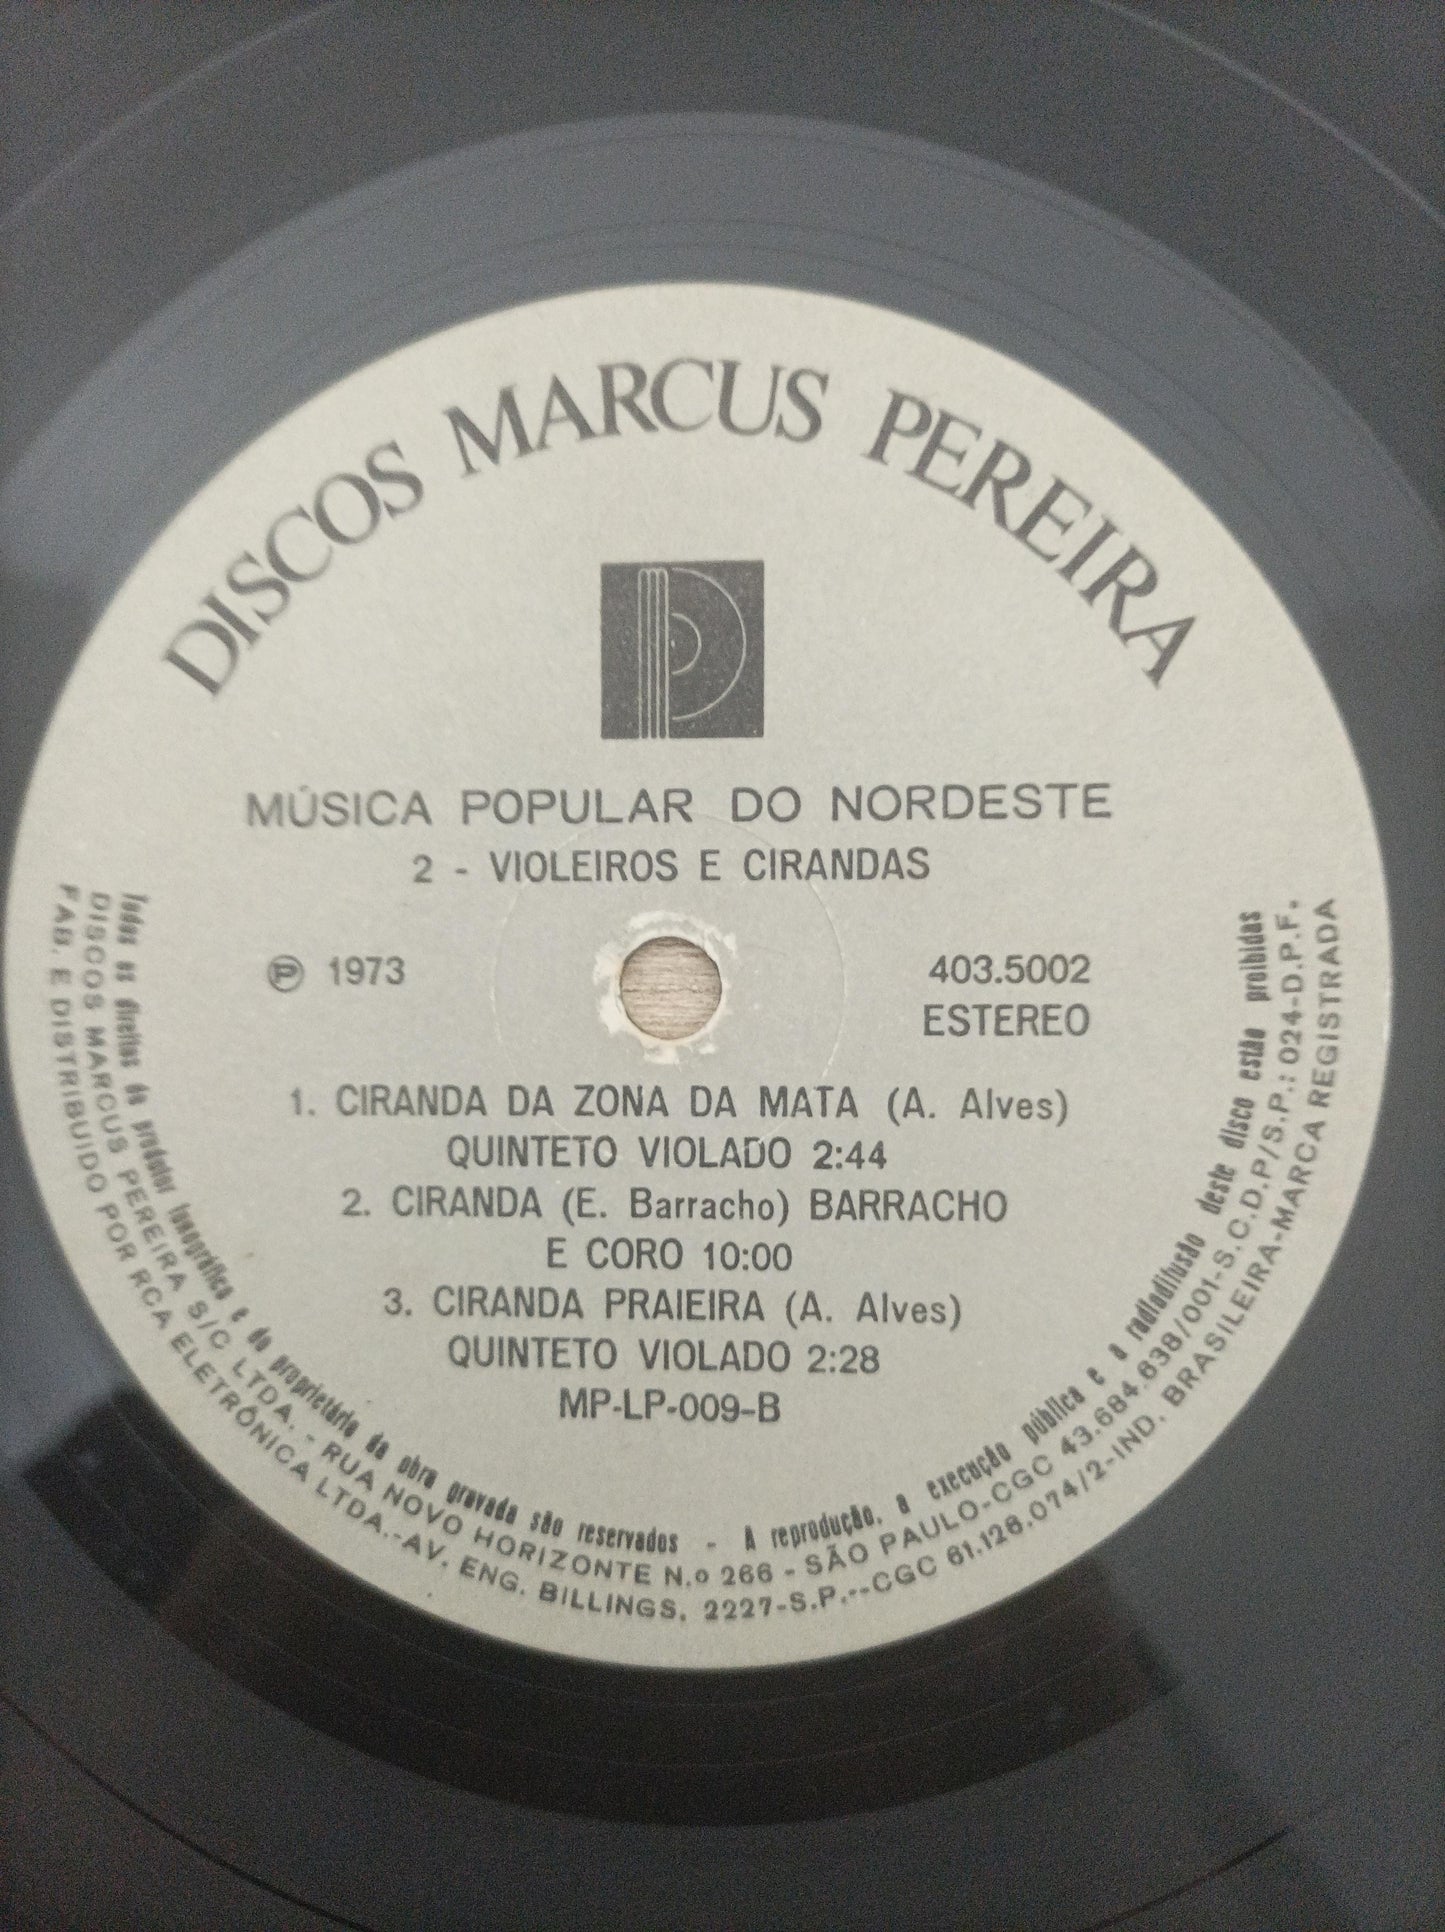 DISCOS MARCUS PEREIRA
MÚSICA POPULAR DO NORDESTE
2 - VIOLEIROS E CIRANDAS
℗ 1973
403.5002
ESTEREO
1. CIRANDA DA ZONA DA MATA (A. Alves)
QUINTETO VIOLADO 2:44
2. CIRANDA (E. Barracho) BARRACHO
E CORO 10:00
3. CIRANDA PRAIEIRA (A. Alves)
QUINTETO VIOLADO 2:28
MP-LP-009-B
Todos os direitos do produtor fonográfico e do proprietário da obra gravada são reservados - A reprodução, a execução pública e a radiodifusão deste disco estão proibidas
DISCOS MARCUS PEREIRA S/C LTDA. - RUA NOVO HORIZONTE N.o 266 - SÃO PAULO-CGC 43.684.638/001-S.C.D.P/S.P.: 024-D.P.F.
FAB. E DISTRIBUIDO POR RCA ELETRÔNICA LTDA.-AV. ENG. BILLINGS, 2227-S.P.--CGC 61.126.074/2-IND. BRASILEIRA-MARCA REGISTRADA